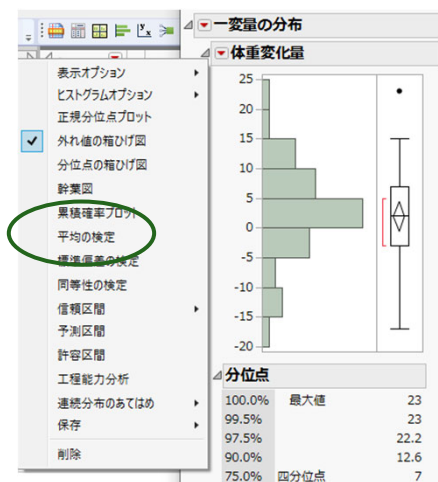 一変量の分布
体重変化量
表示オプション
ヒストグラムオプション
正規分位点プロット
外れ値の箱ひげ図
分位点の箱ひげ図
幹葉図
累積確率プロット
平均の検定
標準偏差の検定
同等性の検定
信頼区間
予測区間
許容区間
工程能力分析
連続分布のあてはめ
保存
削除
25
20
15
10
5
0
-5
-10
-15
-20
分位点
100.0% 最大値 23
99.5% 23
97.5% 22.2
90.0% 12.6
75.0% 四分位点 7